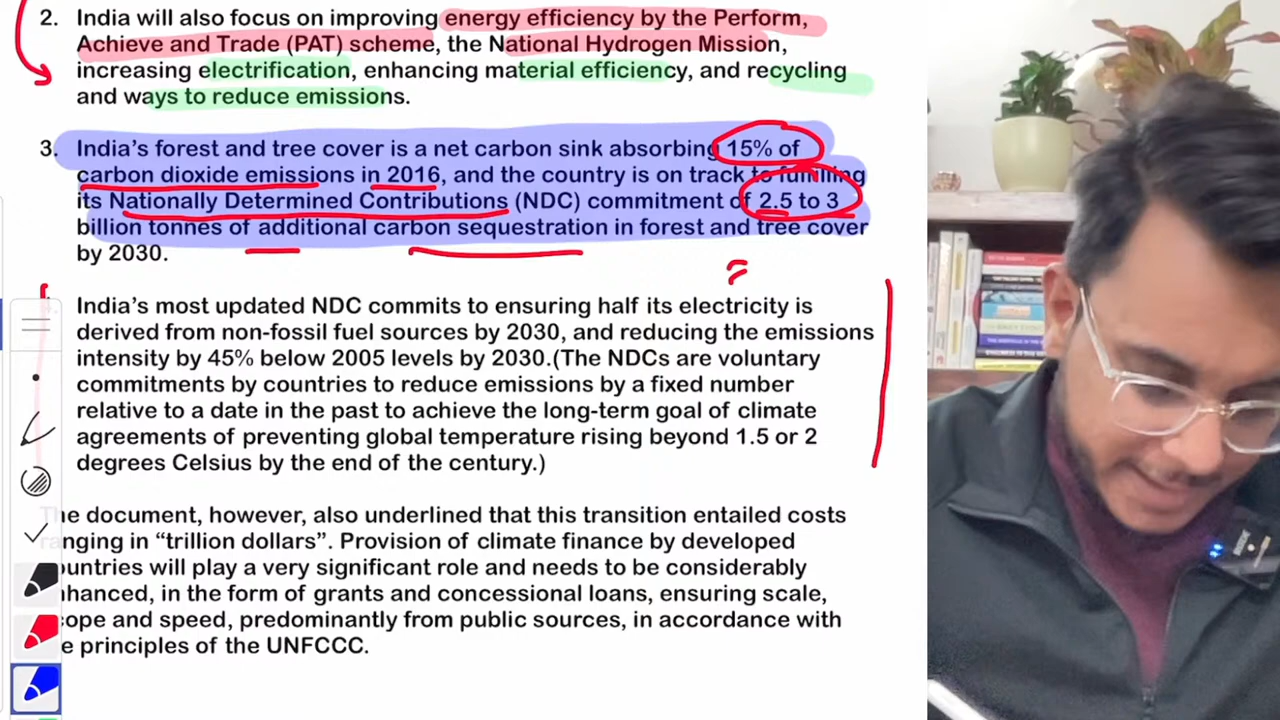 2. India will also focus on improving energy efficiency by the Perform,
Achieve and Trade (PAT) scheme, the National Hydrogen Mission,
increasing electrification, enhancing material efficiency, and recycling
and ways to reduce emissions.
3. India's forest and tree cover is a net carbon sink absorbing 15% of
carbon dioxide emissions in 2016, and the country is on track to fulfilling
its Nationally Determined Contributions (NDC) commitment of 2.5 to 3
billion tonnes of additional carbon sequestration in forest and tree cover
by 2030.
India's most updated NDC commits to ensuring half its electricity is
derived from non-fossil fuel sources by 2030, and reducing the emissions
intensity by 45% below 2005 levels by 2030.(The NDCs are voluntary
commitments by countries to reduce emissions by a fixed number
relative to a date in the past to achieve the long-term goal of climate
agreements of preventing global temperature rising beyond 1.5 or 2
degrees Celsius by the end of the century.)
The document, however, also underlined that this transition entailed costs
ranging in “trillion dollars”. Provision of climate finance by developed
countries will play a very significant role and needs to be considerably
enhanced, in the form of grants and concessional loans, ensuring scale,
scope and speed, predominantly from public sources, in accordance with
the principles of the UNFCCC.